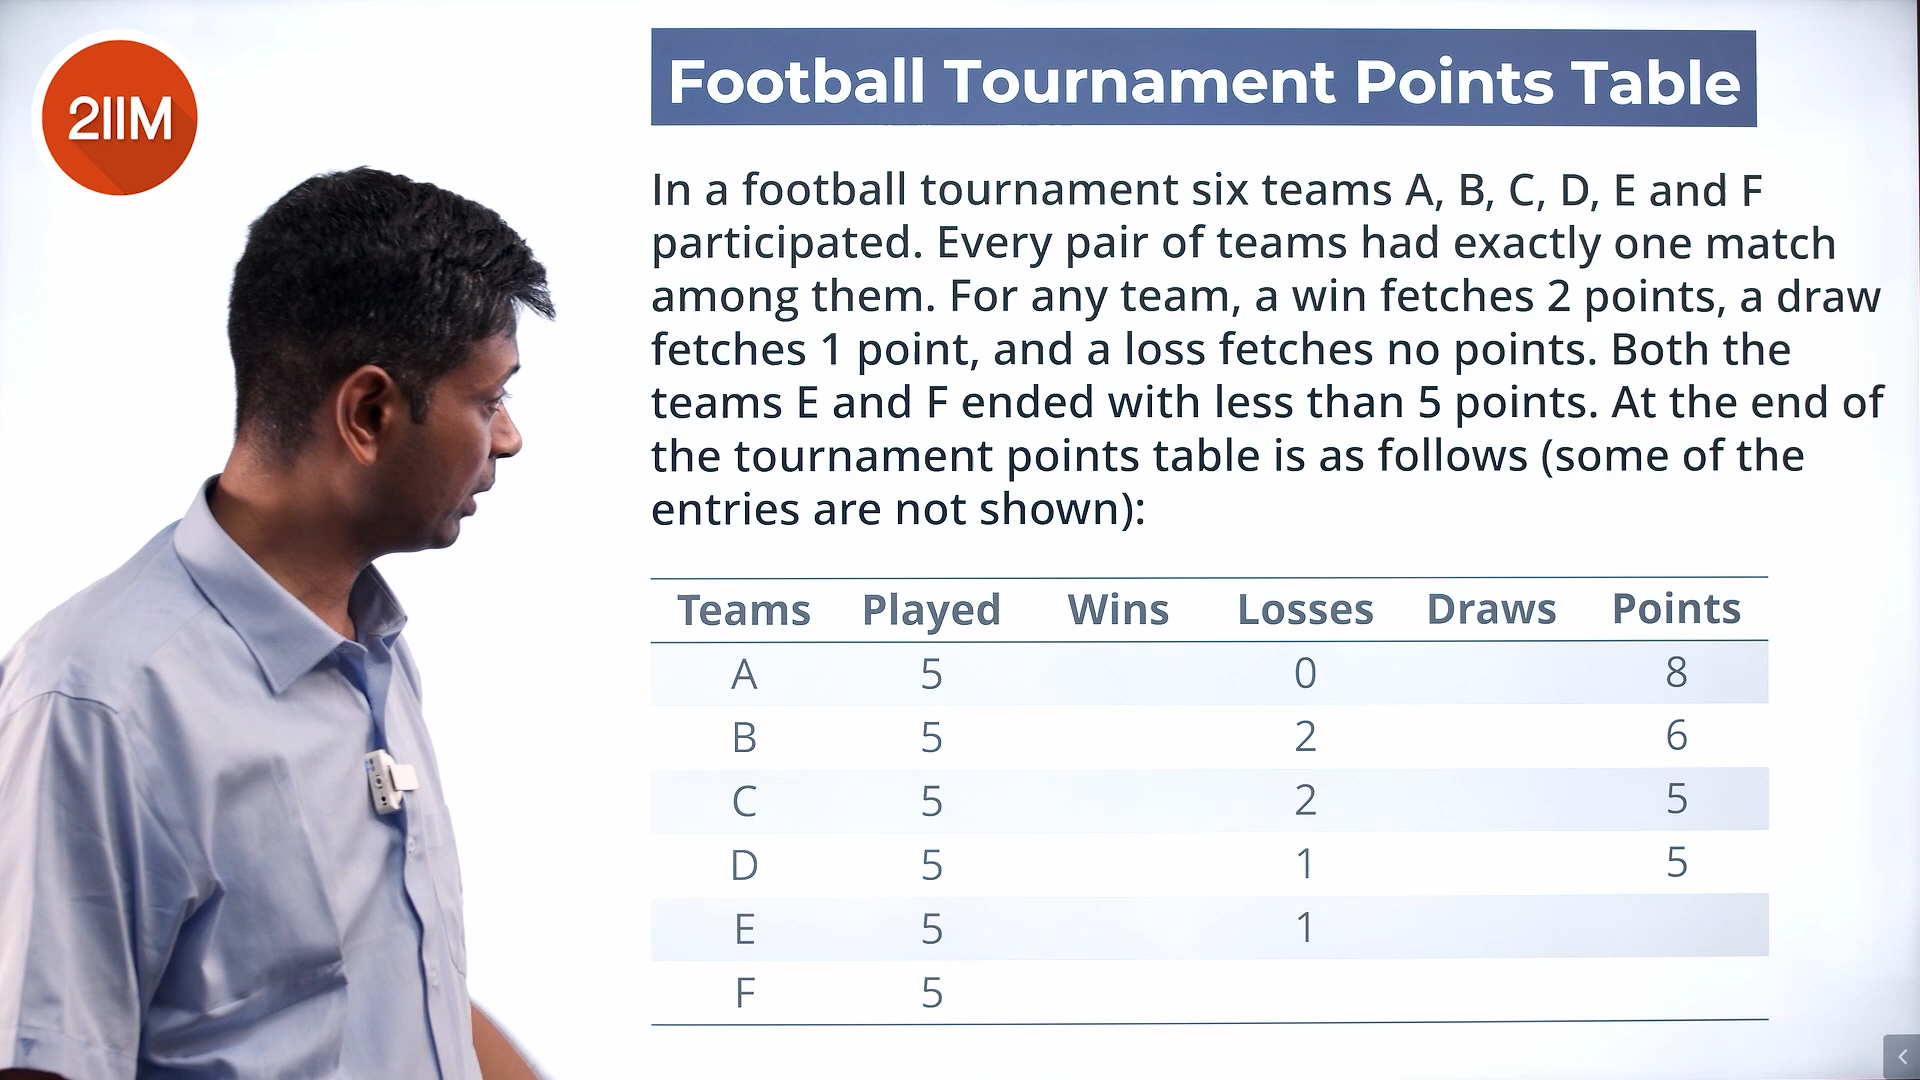 2IIM
Football Tournament Points Table
In a football tournament six teams A, B, C, D, E and F
participated. Every pair of teams had exactly one match
among them. For any team, a win fetches 2 points, a draw
fetches 1 point, and a loss fetches no points. Both the
teams E and F ended with less than 5 points. At the end of
the tournament points table is as follows (some of the
entries are not shown):
Teams Played Wins Losses Draws Points
A 5 0 8
B 5 2 6
C 5 2 5
D 5 1 5
E 5 1
F 5